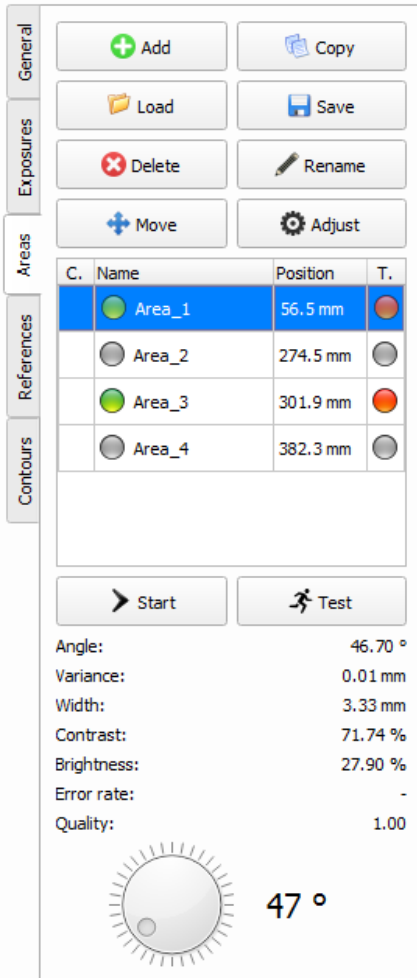 General
Exposures
Areas
References
Contours
Add Copy
Load Save
Delete Rename
Move Adjust
C. Name Position T.
Area_1 56.5 mm
Area_2 274.5 mm
Area_3 301.9 mm
Area_4 382.3 mm
Start Test
Angle: 46.70 °
Variance: 0.01 mm
Width: 3.33 mm
Contrast: 71.74 %
Brightness: 27.90 %
Error rate: -
Quality: 1.00
47 °